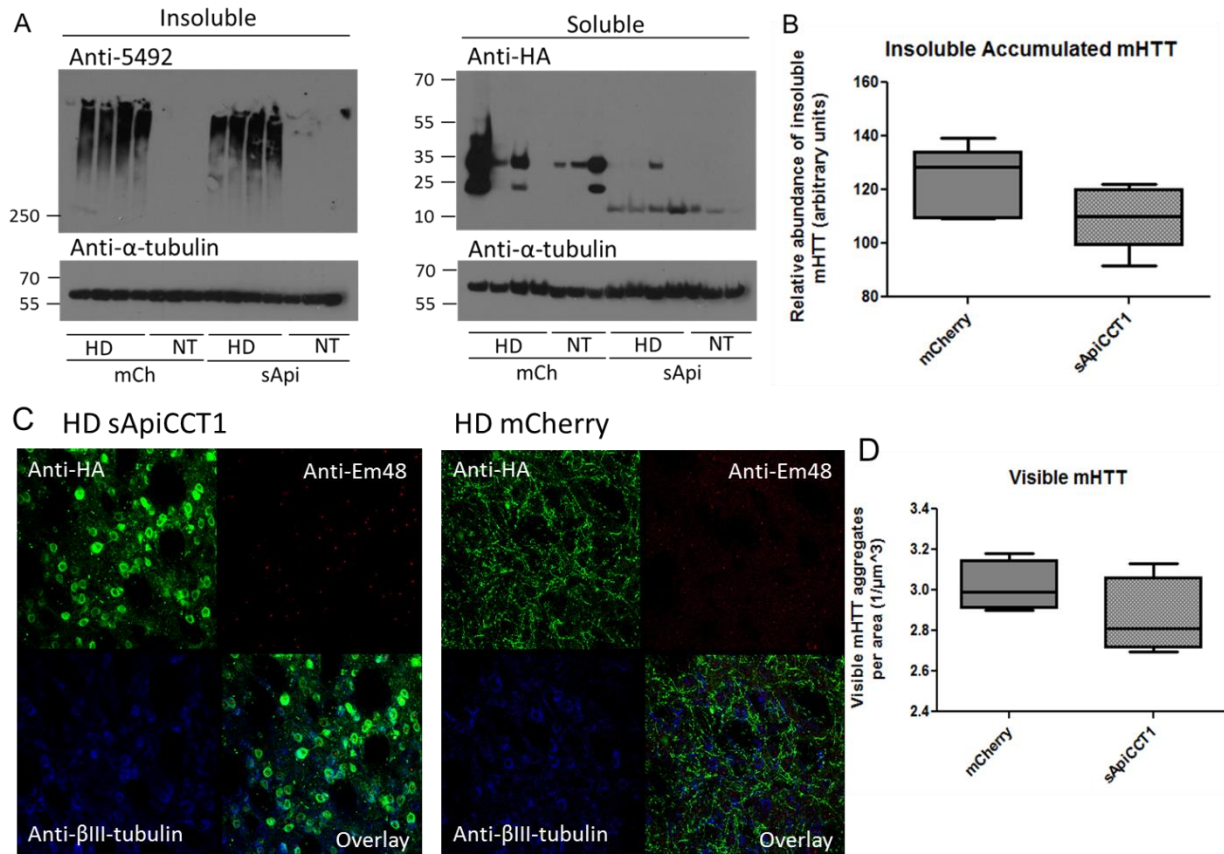 A
Insoluble
Anti-5492
250
Anti-α-tubulin
70
55
HD NT HD NT
mCh sApi
Soluble
Anti-HA
70
55
35
25
10
Anti-α-tubulin
70
55
HD NT HD NT
mCh sApi
B
Insoluble Accumulated mHTT
Relative abundance of insoluble
mHTT (arbitrary units)
160
140
120
100
80
mCherry
sApiCCT1
C HD sApiCCT1
Anti-HA
Anti-Em48
Anti-βIII-tubulin
Overlay
HD mCherry
Anti-HA
Anti-Em48
Anti-βIII-tubulin
Overlay
D
Visible mHTT
Visible mHTT aggregates
per area (1/µm^3)
3.4
3.2
3.0
2.8
2.6
2.4
mCherry
sApiCCT1